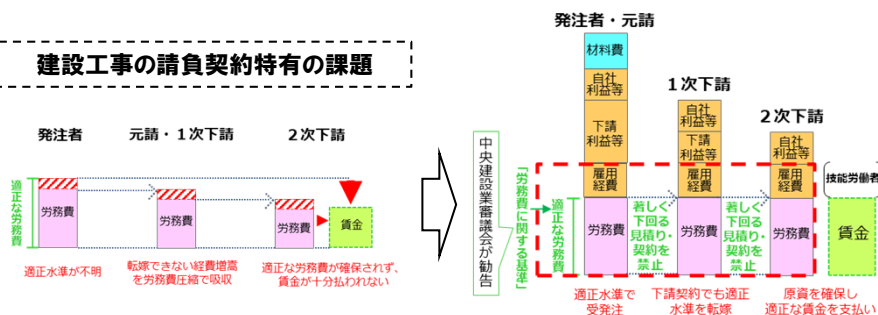 建設工事の請負契約特有の課題
発注者
元請・1次下請
2次下請
適正な労務費
労務費
労務費
労務費
賃金
適正水準が不明
転嫁できない経費増嵩
を労務費圧縮で吸収
適正な労務費が確保されず、
賃金が十分払われない
発注者・元請
材料費
自社
利益等
下請
利益等
雇用
経費
労務費
1次下請
自社
利益等
下請
利益等
雇用
経費
労務費
2次下請
自社
利益等
雇用
経費
労務費
技能労働者
賃金
中央建設業審議会が勧告
「労務費に関する基準」
適正な労務費
著しく
下回る
見積り・
契約を
禁止
著しく
下回る
見積り・
契約を
禁止
適正水準で
受発注
下請契約でも適正
水準を転嫁
原資を確保し
適正な賃金を支払い